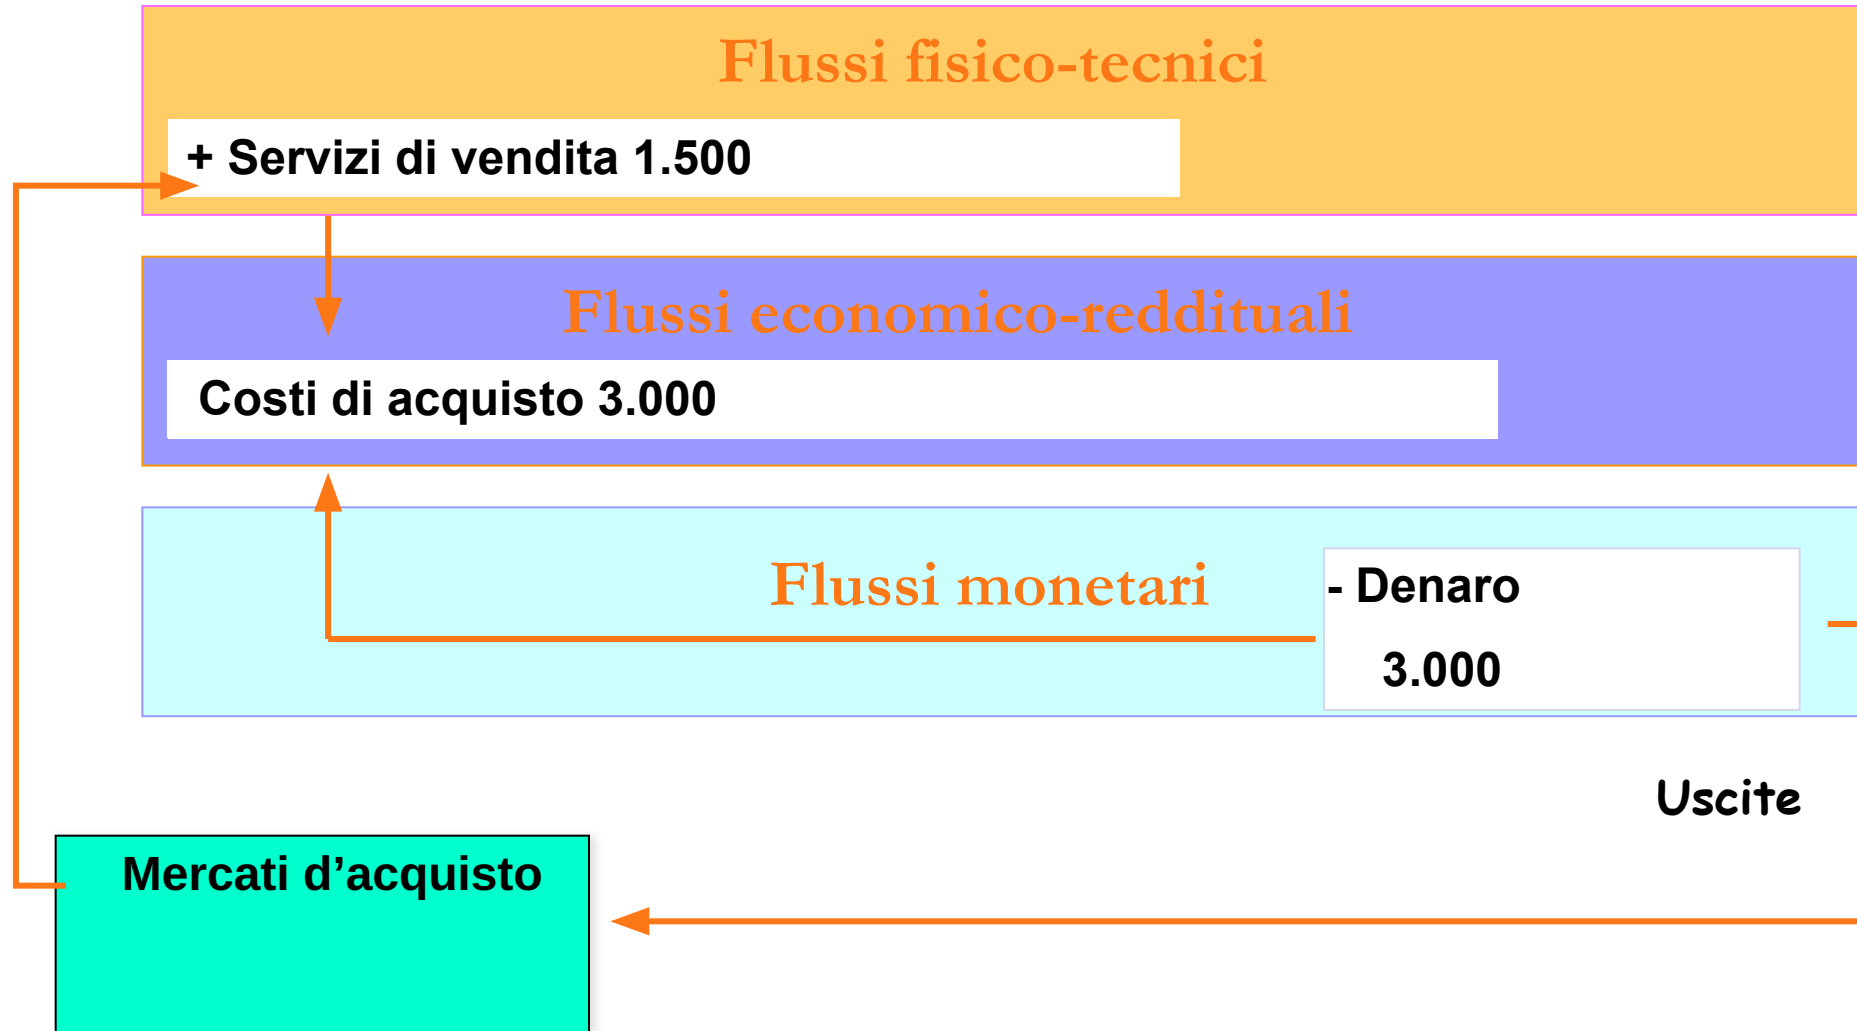 Flussi fisico-tecnici
+ Servizi di vendita 1.500
Flussi economico-reddituali
Costi di acquisto 3.000
Flussi monetari
- Denaro
3.000
Uscite
Mercati d’acquisto